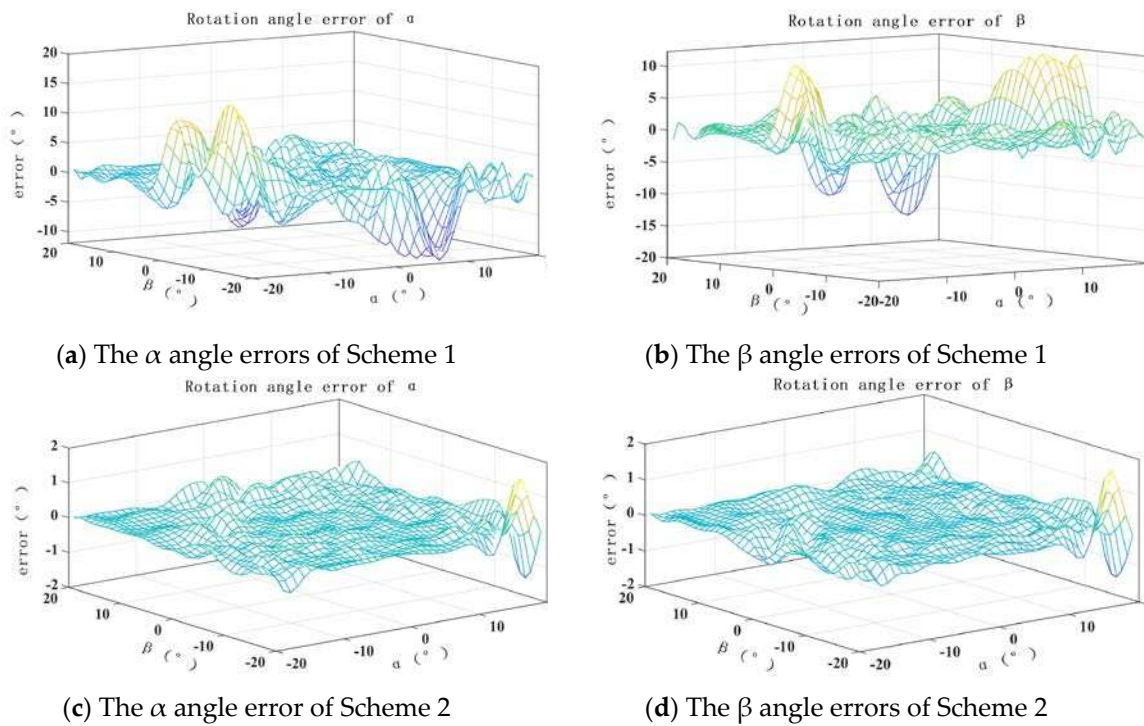 Rotation angle error of α
20
15
10
5
0
-5
-10
error(°)
20
10
0
-10
-20
β (°)
-20
-10
0
10
α (°)
Rotation angle error of β
10
5
0
-5
-10
-15
-20
error(°)
20
10
0
-10
-20
β (°)
-20
-10
0
10
α (°)
(a) The α angle errors of Scheme 1
(b) The β angle errors of Scheme 1
Rotation angle error of α
2
1
0
-1
-2
error(°)
10
0
-10
-20
β (°)
-20
-10
0
10
α (°)
Rotation angle error of β
2
1
0
-1
-2
error(°)
20
10
0
-10
-20
β (°)
-20
-10
0
10
α (°)
(c) The α angle error of Scheme 2
(d) The β angle errors of Scheme 2